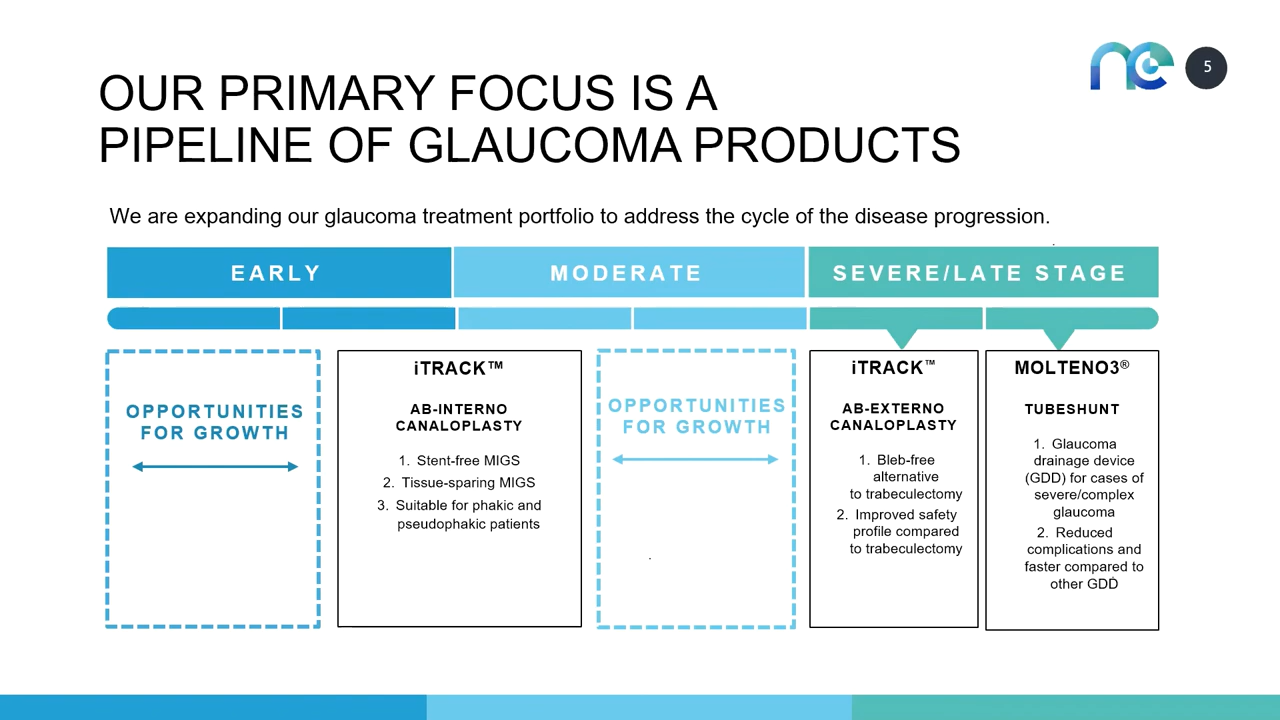 ne
5
OUR PRIMARY FOCUS IS A
PIPELINE OF GLAUCOMA PRODUCTS
We are expanding our glaucoma treatment portfolio to address the cycle of the disease progression.
EARLY
MODERATE
SEVERE/LATE STAGE
OPPORTUNITIES
FOR GROWTH
iTRACK™
AB-INTERNO
CANALOPLASTY
1. Stent-free MIGS
2. Tissue-sparing MIGS
3. Suitable for phakic and
pseudophakic patients
OPPORTUNITIES
FOR GROWTH
iTRACK™
AB-EXTERNO
CANALOPLASTY
1. Bleb-free
alternative
to trabeculectomy
2. Improved safety
profile compared
to trabeculectomy
MOLTENO3®
TUBESHUNT
1. Glaucoma
drainage device
(GDD) for cases of
severe/complex
glaucoma
2. Reduced
complications and
faster compared to
other GDD